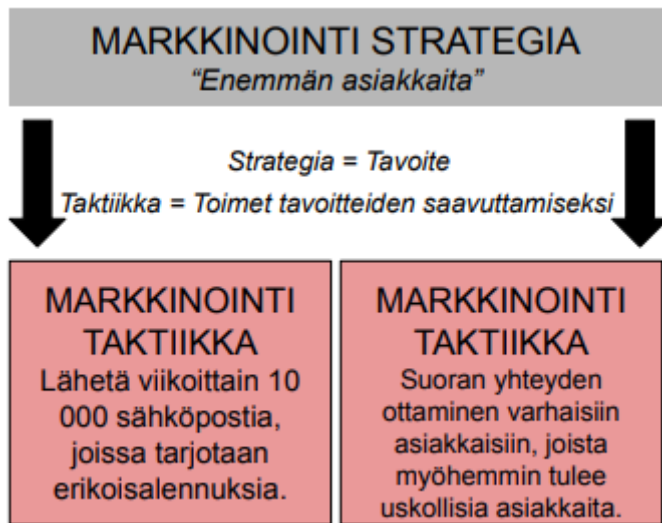 MARKKINOINTI STRATEGIA
“Enemmän asiakkaita”
Strategia = Tavoite
Taktiikka = Toimet tavoitteiden saavuttamiseksi
MARKKINOINTI
TAKTIIKKA
Lähetä viikoittain 10
000 sähköpostia,
joissa tarjotaan
erikoisalennuksia.
MARKKINOINTI
TAKTIIKKA
Suoran yhteyden
ottaminen varhaisiin
asiakkaisiin, joista
myöhemmin tulee
uskollisia asiakkaita.